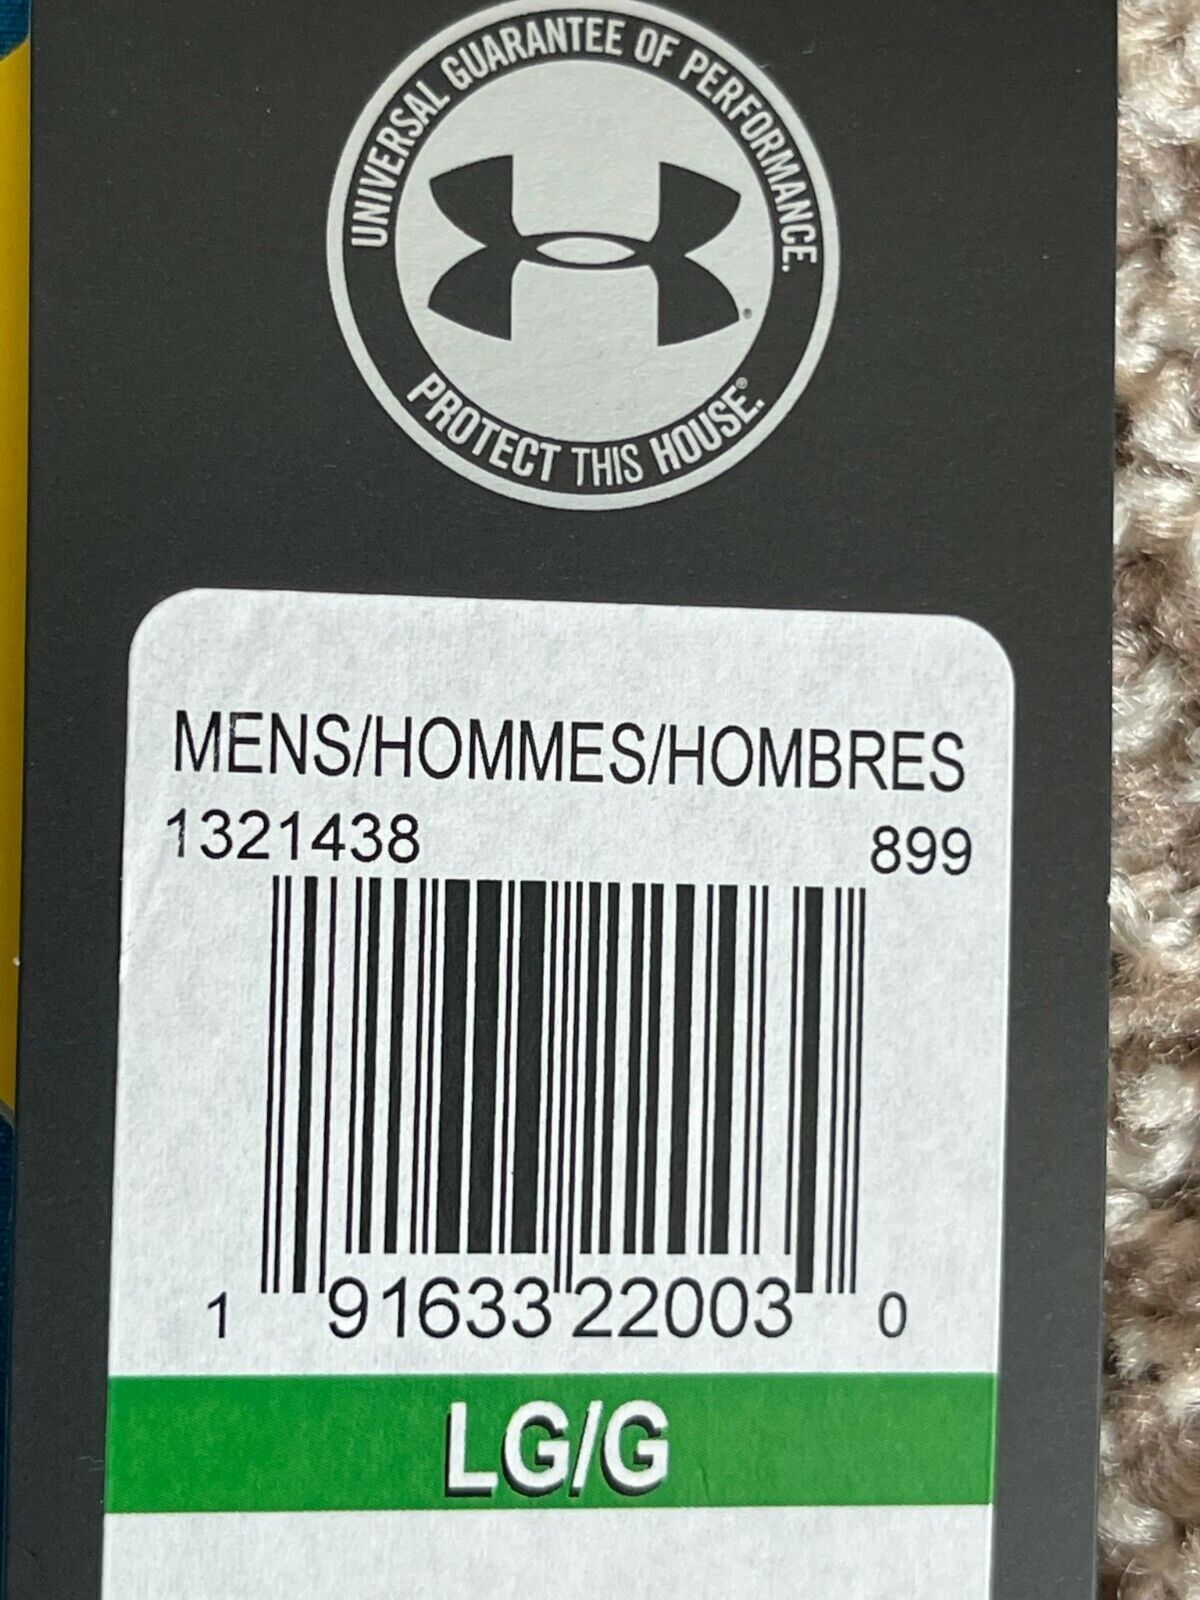 UNIVERSAL GUARANTEE OF PERFORMANCE.
PROTECT THIS HOUSE.®
MENS/HOMMES/HOMBRES
1321438 899
1 91633 22003 0
LG/G